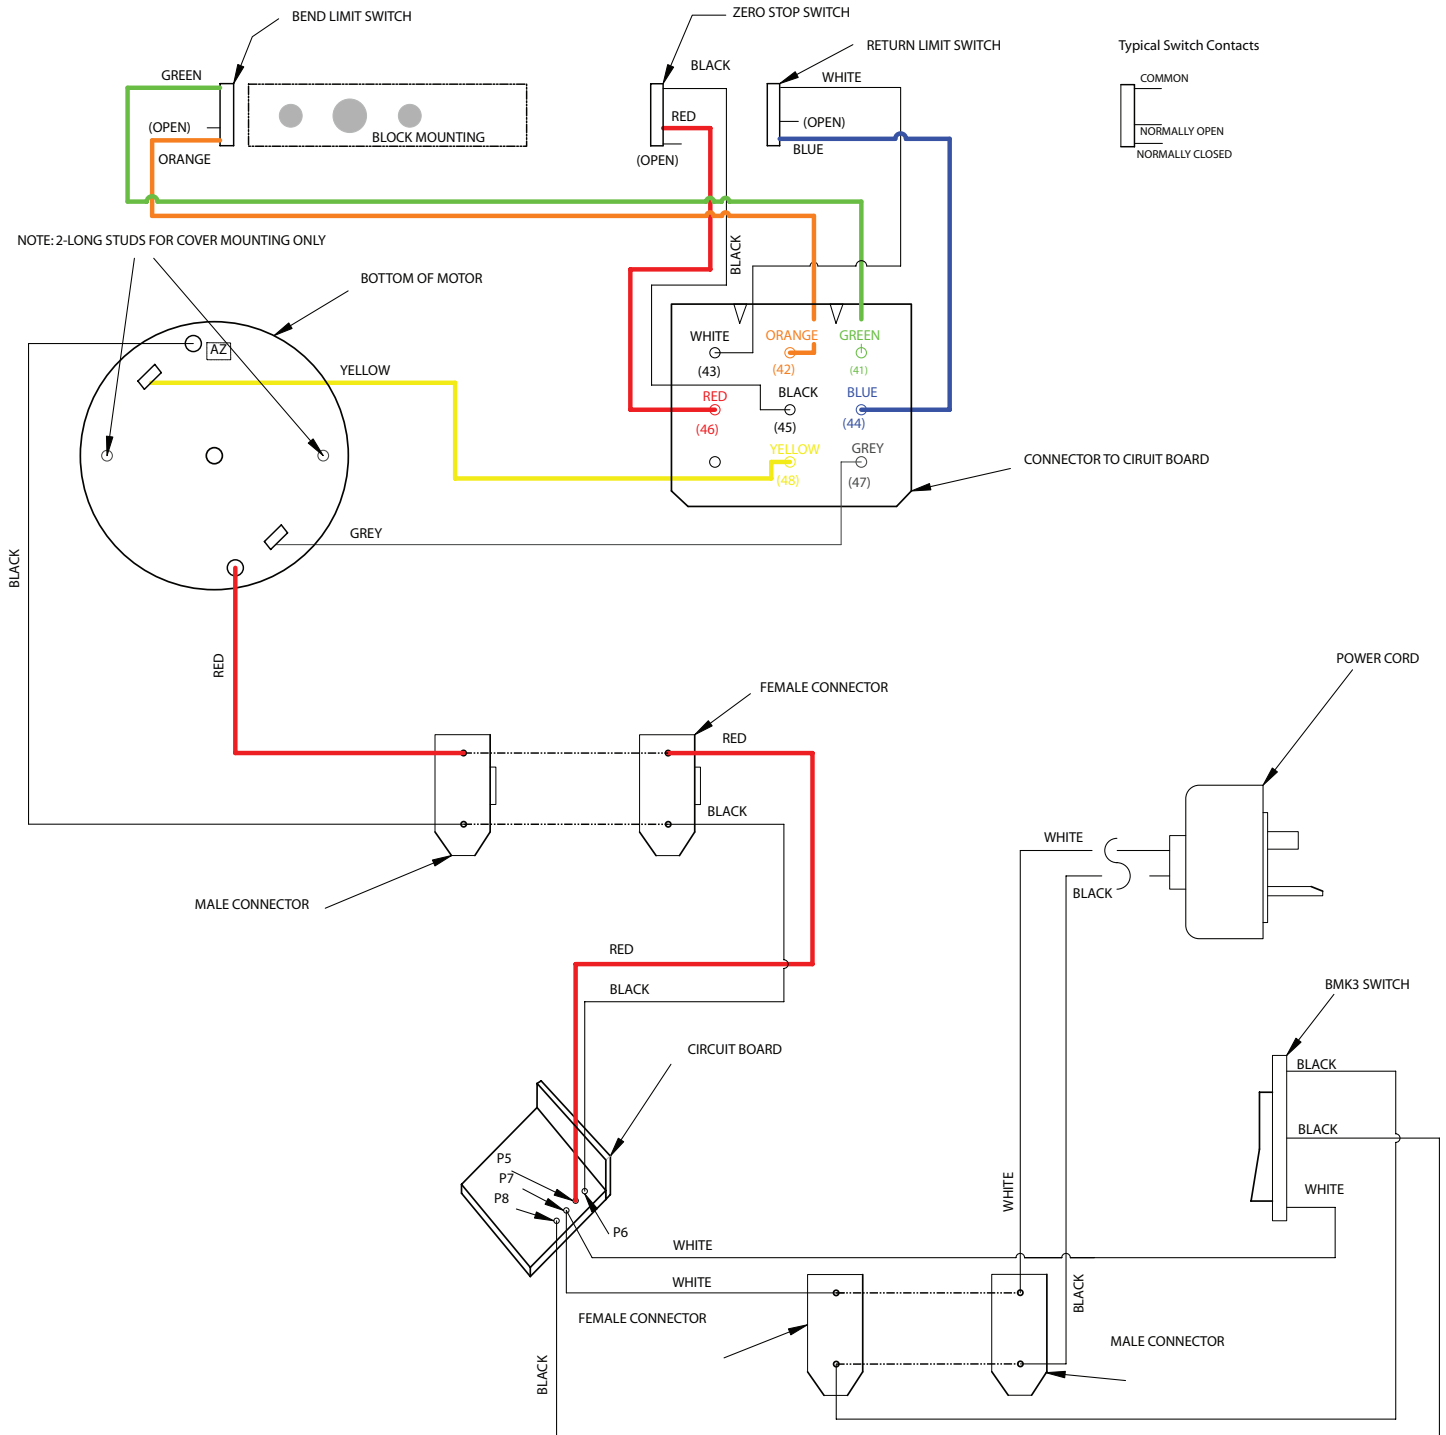 BEND LIMIT SWITCH
ZERO STOP SWITCH
RETURN LIMIT SWITCH
Typical Switch Contacts
GREEN
BLACK
WHITE
COMMON
RED
(OPEN)
(OPEN)
BLOCK MOUNTING
NORMALLY OPEN
ORANGE
(OPEN)
BLUE
NORMALLY CLOSED
NOTE: 2-LONG STUDS FOR COVER MOUNTING ONLY
BLACK
BOTTOM OF MOTOR
AZ
WHITE
ORANGE
GREEN
(43)
(42)
(41)
YELLOW
RED
BLACK
BLUE
(46)
(45)
(44)
YELLOW
GREY
(48)
(47)
CONNECTOR TO CIRUIT BOARD
GREY
BLACK
RED
FEMALE CONNECTOR
POWER CORD
RED
BLACK
WHITE
BLACK
MALE CONNECTOR
RED
BLACK
BMK3 SWITCH
CIRCUIT BOARD
BLACK
BLACK
P5
P7
P8
P6
WHITE
WHITE
WHITE
WHITE
BLACK
FEMALE CONNECTOR
MALE CONNECTOR
BLACK